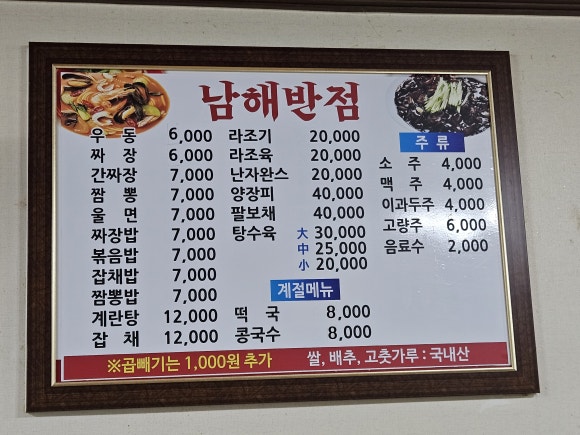 남해반점
우동 6,000
짜장 6,000
간짜장 7,000
짬뽕 7,000
울면 7,000
짜장밥 7,000
볶음밥 7,000
잡채밥 7,000
짬뽕밥 7,000
계란탕 12,000
잡채 12,000
라조기 20,000
라조육 20,000
난자완스 20,000
양장피 40,000
팔보채 40,000
탕수육 大 30,000
中 25,000
小 20,000
계절메뉴
떡국 8,000
콩국수 8,000
주류
소주 4,000
맥주 4,000
이과두주 4,000
고량주 6,000
음료수 2,000
※곱빼기는 1,000원 추가
쌀, 배추, 고춧가루 : 국내산